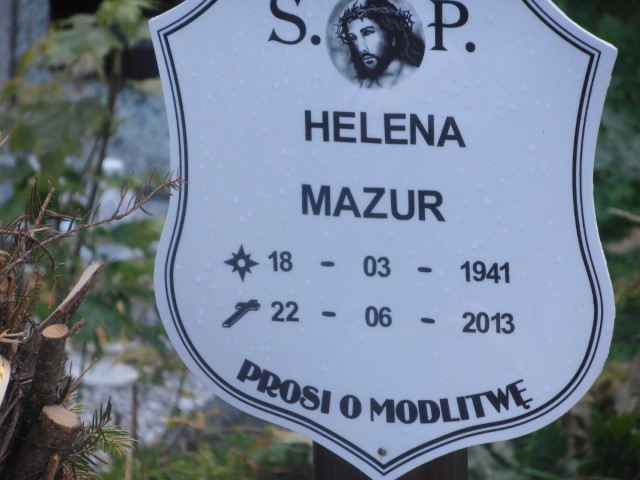 S. P.
HELENA
MAZUR
18 - 03 - 1941
22 - 06 - 2013
PROSI O MODLITWĘ